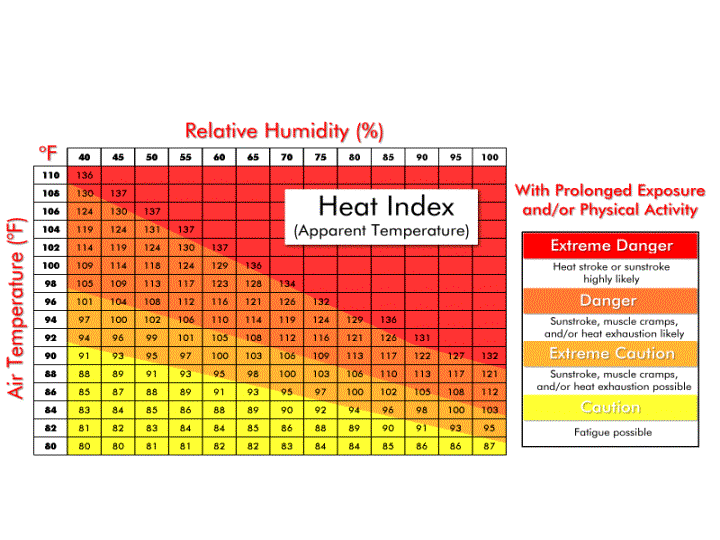 Relative Humidity (%)
°F 40 45 50 55 60 65 70 75 80 85 90 95 100
110 136
108 130 137
106 124 130 137
104 119 124 131 137
102 114 119 124 130 137
100 109 114 118 124 129 136
98 105 109 113 117 123 128 134
96 101 104 108 112 116 121 126 132
94 97 100 102 106 110 114 119 124 129 136
92 94 96 99 101 105 108 112 116 121 126 131
90 91 93 95 97 100 103 106 109 113 117 122 127 132
88 88 89 91 93 95 98 100 103 106 110 113 117 121
86 85 87 88 89 91 93 95 97 100 102 105 108 112
84 83 84 85 86 88 89 90 92 94 96 98 100 103
82 81 82 83 84 84 85 86 88 89 90 91 93 95
80 80 80 81 81 82 82 83 84 84 85 86 86 87
Air Temperature (°F)
Heat Index
(Apparent Temperature)
With Prolonged Exposure
and/or Physical Activity
Extreme Danger
Heat stroke or sunstroke
highly likely
Danger
Sunstroke, muscle cramps,
and/or heat exhaustion likely
Extreme Caution
Sunstroke, muscle cramps,
and/or heat exhaustion possible
Caution
Fatigue possible